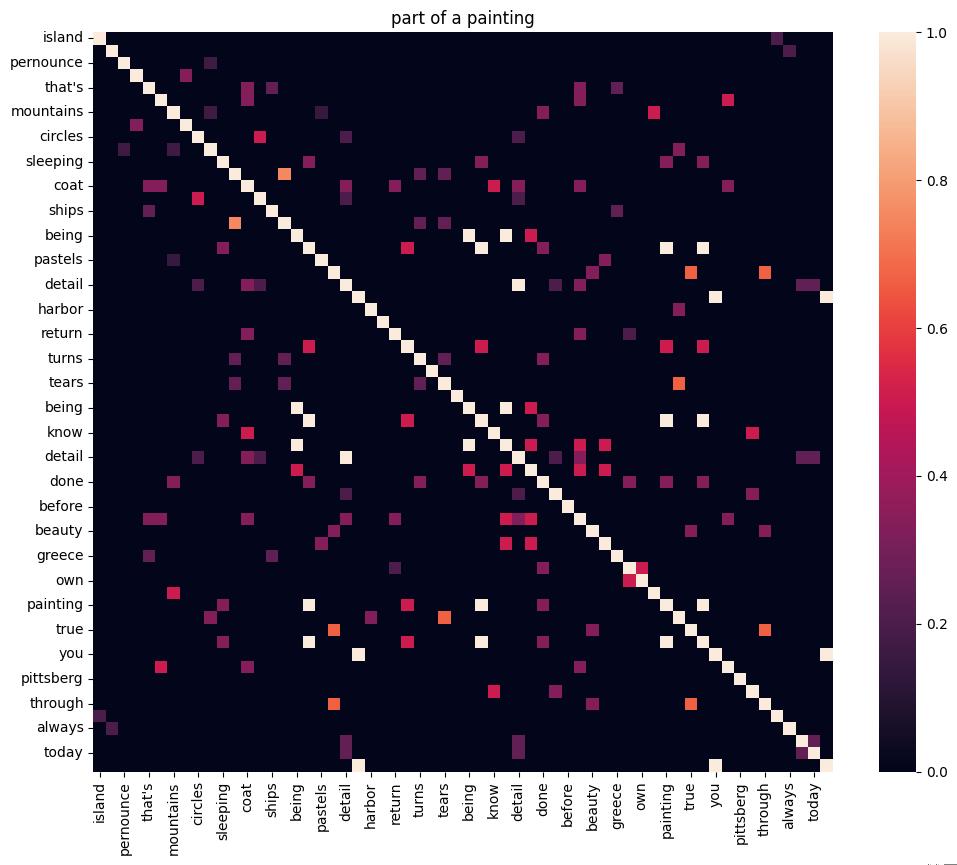 part of a painting
island
pernounce
that's
mountains
circles
sleeping
coat
ships
being
pastels
detail
harbor
return
turns
tears
being
know
detail
done
before
beauty
greece
own
painting
true
you
pittsberg
through
always
today
1.0
0.8
0.6
0.4
0.2
0.0
island
pernounce
that's
mountains
circles
sleeping
coat
ships
being
pastels
detail
harbor
return
turns
tears
being
know
detail
done
before
beauty
greece
own
painting
true
you
pittsberg
through
always
today